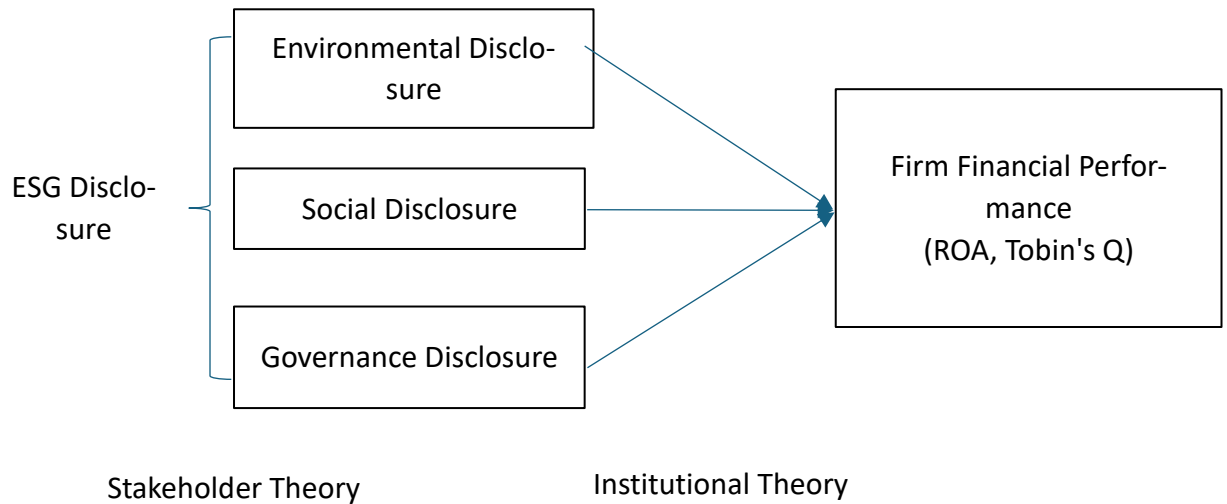 Environmental Disclo-
sure
ESG Disclo-
sure
Social Disclosure
Governance Disclosure
Firm Financial Perfor-
mance
(ROA, Tobin's Q)
Stakeholder Theory
Institutional Theory